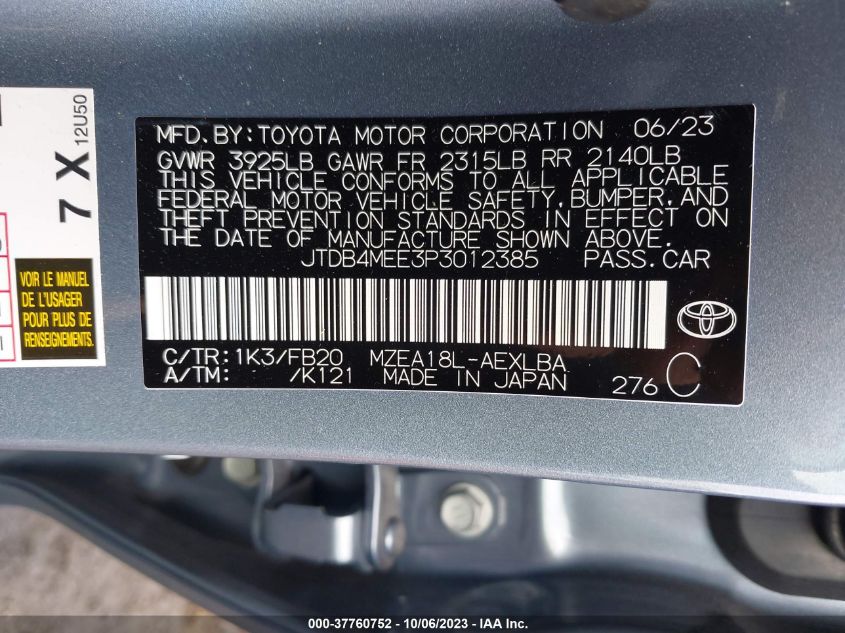 7 X
12U50
VOIR LE MANUEL
DE L'USAGER
POUR PLUS DE
RENSEIGNEMENTS.
MFD. BY: TOYOTA MOTOR CORPORATION 06/23
GVWR 3925LB GAWR FR 2315LB RR 2140LB
THIS VEHICLE CONFORMS TO ALL APPLICABLE
FEDERAL MOTOR VEHICLE SAFETY, BUMPER, AND
THEFT PREVENTION STANDARDS IN EFFECT ON
THE DATE OF MANUFACTURE SHOWN ABOVE.
JTDB4MEE3P3012385 PASS. CAR
C/TR: 1K3/FB20 MZEA18L-AEXLBA
A/TM: /K121 MADE IN JAPAN
276 C
000-37760752 - 10/06/2023 - COPYRIGHT IAA, LLC.